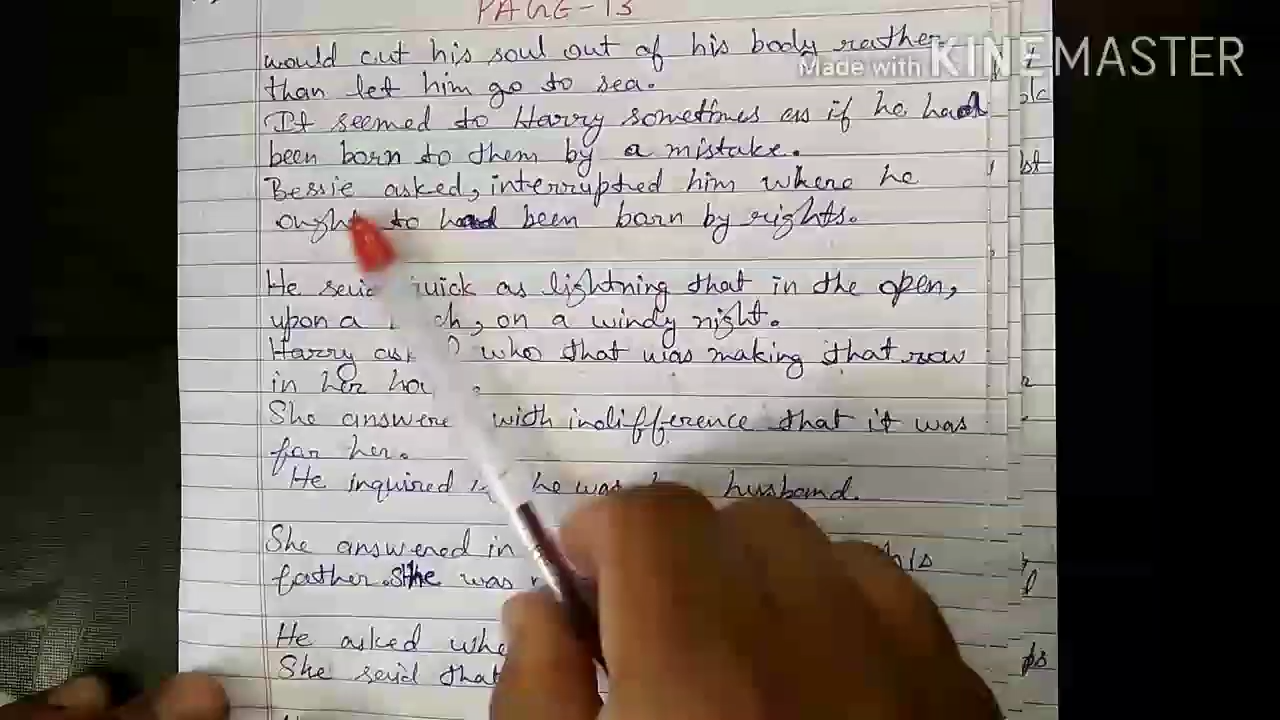 PAGE-13
would cut his soul out of his body rather
Made with KINEMASTER
than let him go to sea.
It seemed to Harry sometimes as if he had
been born to them by a mistake.
Bessie asked, interrupted him where he
ought to had been born by rights.
He said quick as lightning that in the open,
upon a , on a windy night.
Harry who that was making that row
in her
She with indifference that it was
for her.
He inquired he was husband.
She answered in
father. She was
He asked
She said that